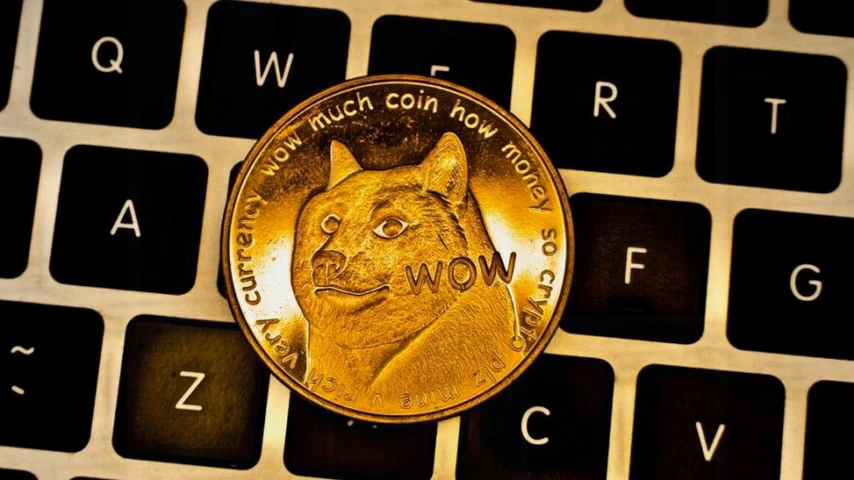 Q W E R T
very currency wow much coin how money so crypto plz mine v rich
WOW
A F G
~
Z C V